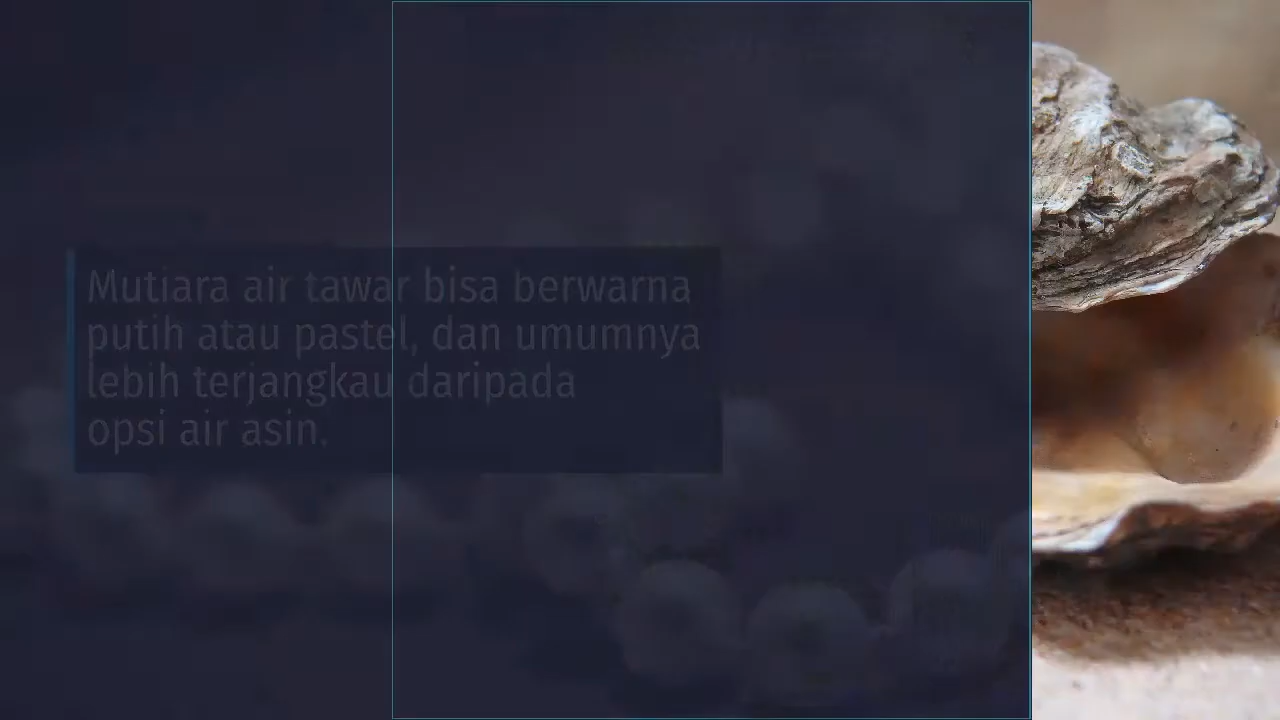 Mutiara air tawar bisa berwarna
putih atau pastel, dan umumnya
lebih terjangkau daripada
opsi air asin.